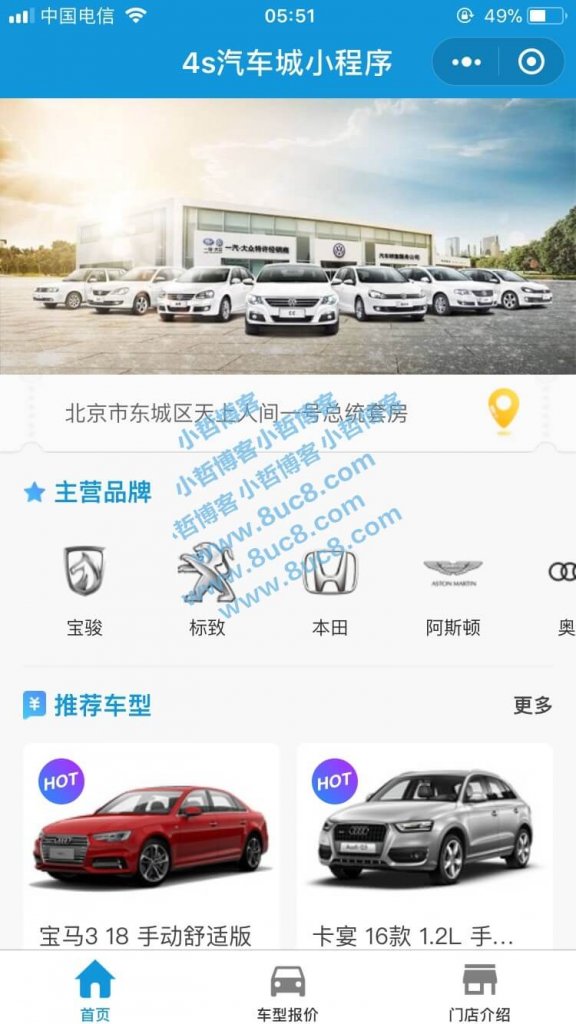 中国电信
05:51
49%
4s汽车城小程序
一汽-大众特许经销商
北京市东城区天上人间一号总统套房
小哲博客
小哲博客小哲博客
小哲博客 小哲博客
www.8uc8.com
www.8uc8.com
www.8uc8.com
主营品牌
ASTON MARTIN
宝骏
标致
本田
阿斯顿
奥
推荐车型
更多
HOT
HOT
Audi Q3
宝马3 18 手动舒适版
卡宴 16款 1.2L 手...
首页
车型报价
门店介绍